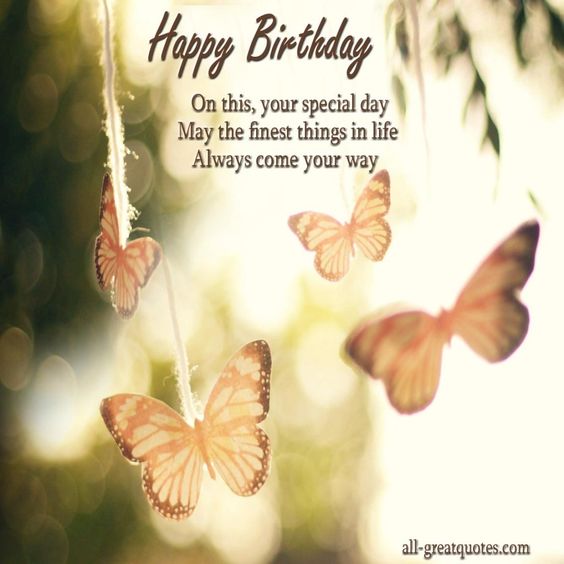 Happy Birthday
On this, your special day
May the finest things in life
Always come your way
all-greatquotes.com